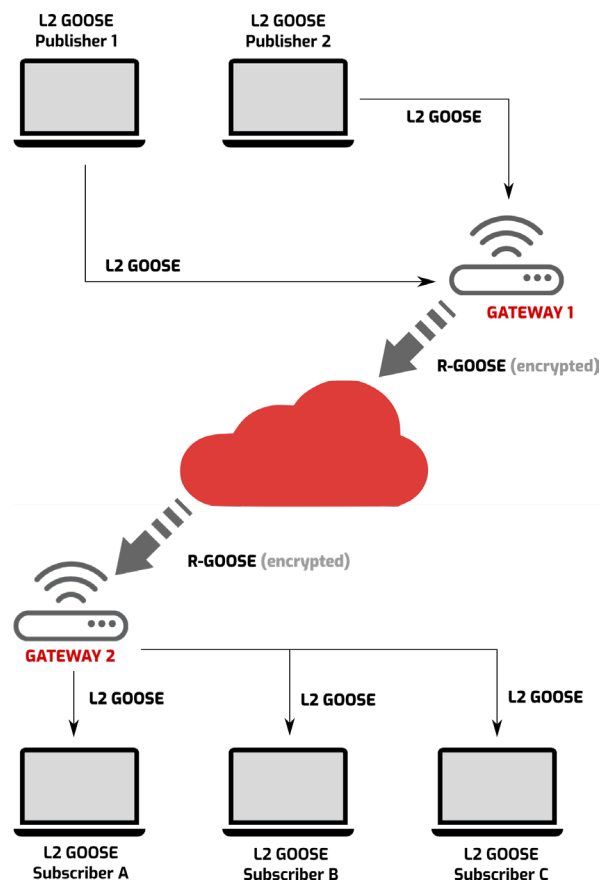 L2 GOOSE
Publisher 1
L2 GOOSE
Publisher 2
L2 GOOSE
L2 GOOSE
GATEWAY 1
R-GOOSE (encrypted)
R-GOOSE (encrypted)
GATEWAY 2
L2 GOOSE
L2 GOOSE
L2 GOOSE
L2 GOOSE
Subscriber A
L2 GOOSE
Subscriber B
L2 GOOSE
Subscriber C